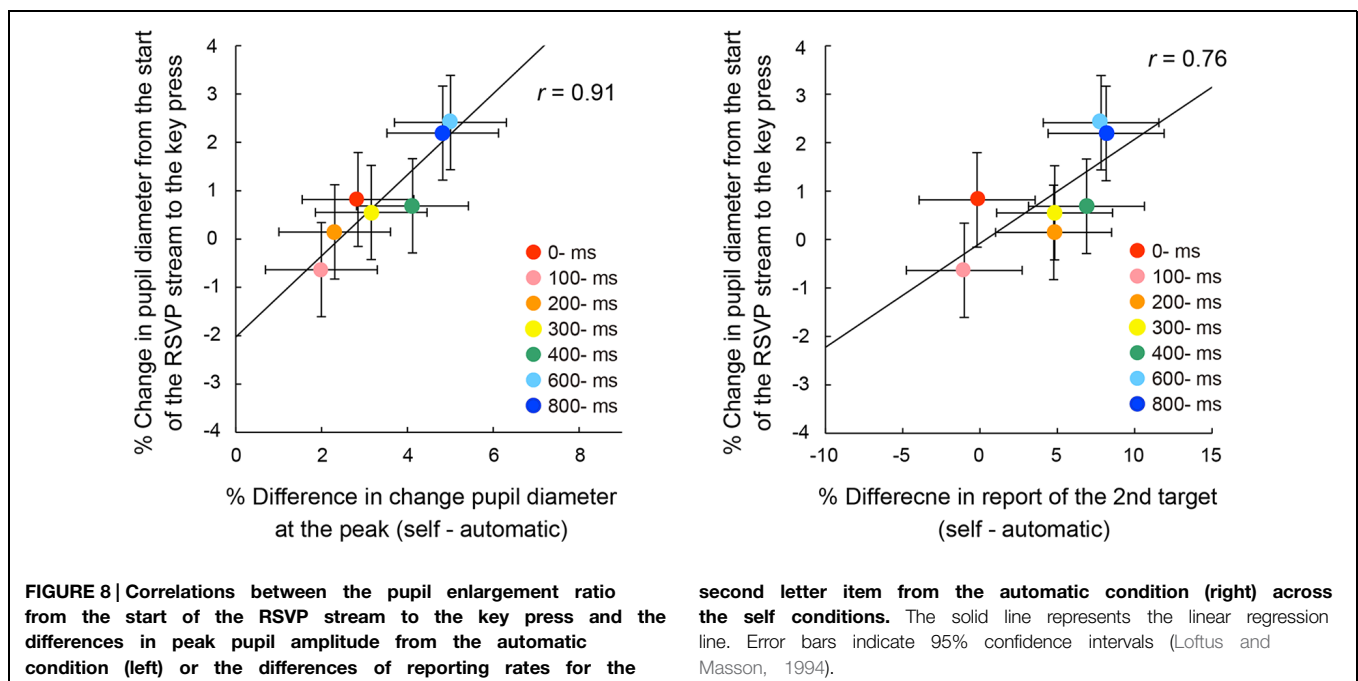 % Change in pupil diameter from the start
of the RSVP stream to the key press
4
3
2
1
0
-1
-2
-3
-4
r = 0.91
0- ms
100- ms
200- ms
300- ms
400- ms
600- ms
800- ms
0
2
4
6
8
% Difference in change pupil diameter
at the peak (self - automatic)
% Change in pupil diameter from the start
of the RSVP stream to the key press
4
3
2
1
0
-1
-2
-3
-4
r = 0.76
0- ms
100- ms
200- ms
300- ms
400- ms
600- ms
800- ms
-10
-5
0
5
10
15
% Differecne in report of the 2nd target
(self - automatic)
FIGURE 8 | Correlations between the pupil enlargement ratio
from the start of the RSVP stream to the key press and the
differences in peak pupil amplitude from the automatic
condition (left) or the differences of reporting rates for the
second letter item from the automatic condition (right) across
the self conditions. The solid line represents the linear regression
line. Error bars indicate 95% confidence intervals (Loftus and
Masson, 1994).